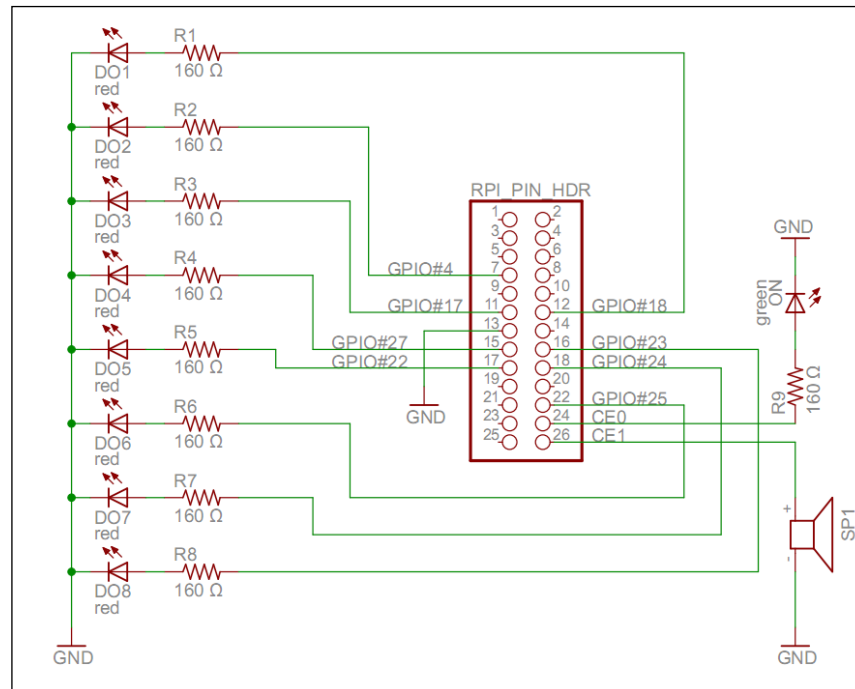 R1
160 Ω
DO1
red
R2
160 Ω
DO2
red
R3
160 Ω
DO3
red
R4
160 Ω
DO4
red
R5
160 Ω
DO5
red
R6
160 Ω
DO6
red
R7
160 Ω
DO7
red
R8
160 Ω
DO8
red
GND
RPI_PIN_HDR
1 2
3 4
5 6
GPIO#4 7 8
9 10
GPIO#17 11 12 GPIO#18
13 14
GPIO#27 15 16 GPIO#23
GPIO#22 17 18 GPIO#24
19 20
21 22 GPIO#25
23 24 CE0
25 26 CE1
GND
GND
green
ON
R9
160 Ω
+
SP1
-
GND